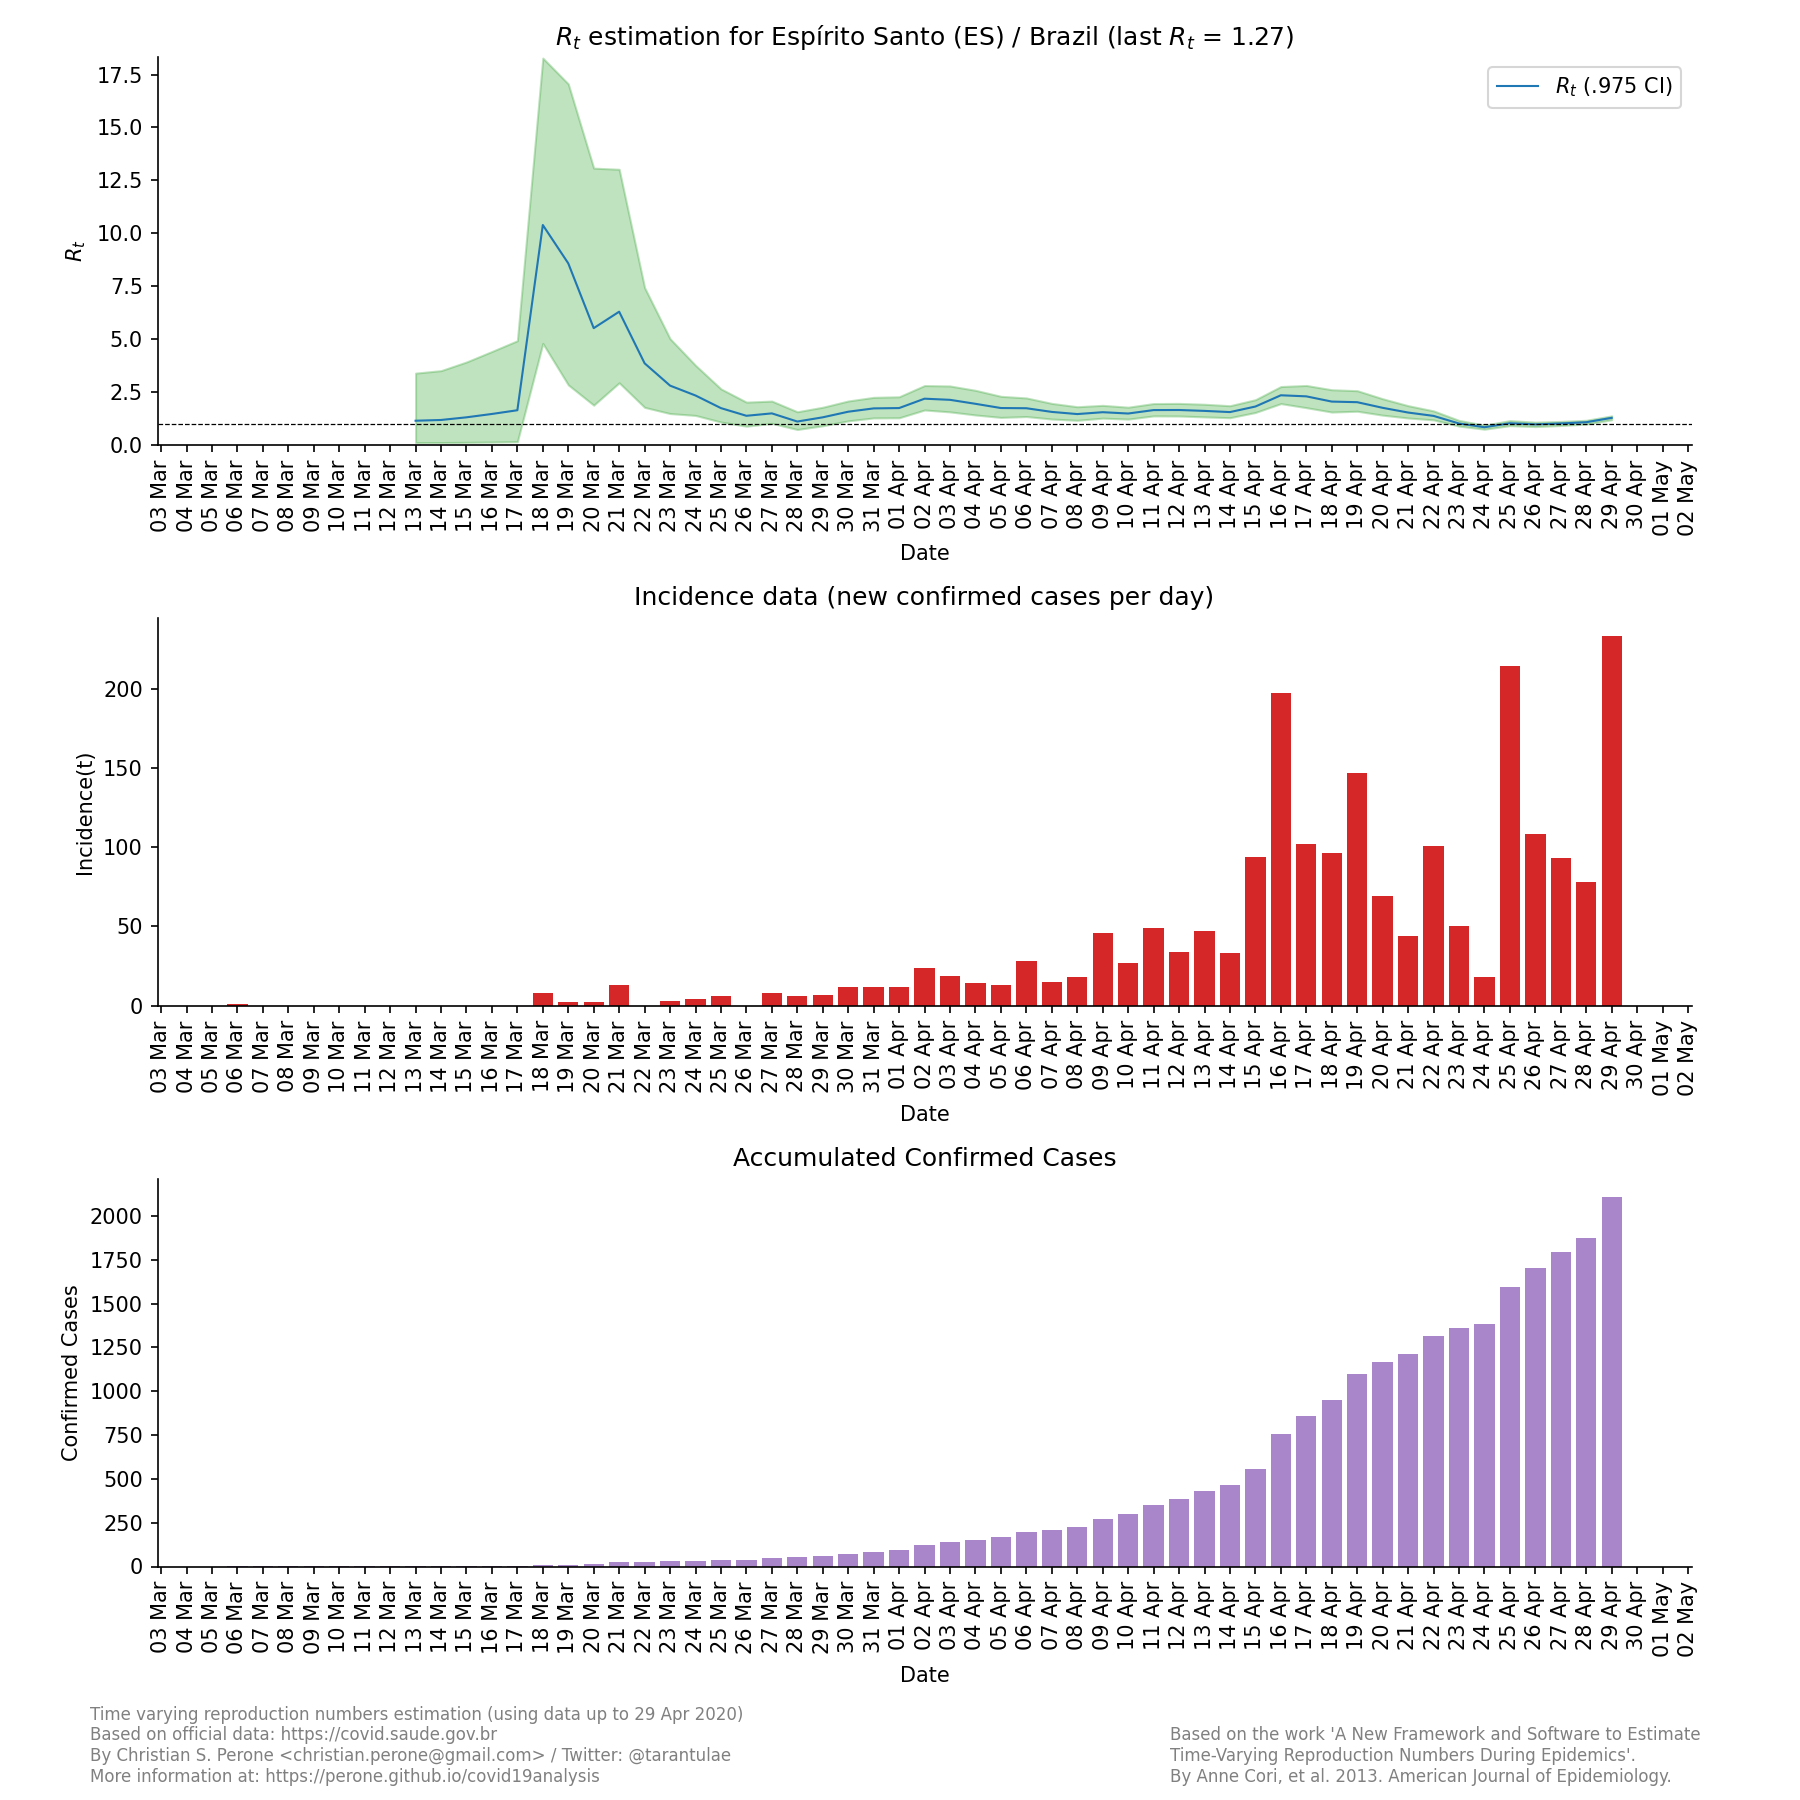 R_t estimation for Espírito Santo (ES) / Brazil (last R_t = 1.27)
R_t (.975 CI)
17.5
15.0
12.5
10.0
7.5
5.0
2.5
0.0
R_t
03 Mar 04 Mar 05 Mar 06 Mar 07 Mar 08 Mar 09 Mar 10 Mar 11 Mar 12 Mar 13 Mar 14 Mar 15 Mar 16 Mar 17 Mar 18 Mar 19 Mar 20 Mar 21 Mar 22 Mar 23 Mar 24 Mar 25 Mar 26 Mar 27 Mar 28 Mar 29 Mar 30 Mar 31 Mar 01 Apr 02 Apr 03 Apr 04 Apr 05 Apr 06 Apr 07 Apr 08 Apr 09 Apr 10 Apr 11 Apr 12 Apr 13 Apr 14 Apr 15 Apr 16 Apr 17 Apr 18 Apr 19 Apr 20 Apr 21 Apr 22 Apr 23 Apr 24 Apr 25 Apr 26 Apr 27 Apr 28 Apr 29 Apr 30 Apr 01 May 02 May
Date
Incidence data (new confirmed cases per day)
200
150
100
50
0
Incidence(t)
03 Mar 04 Mar 05 Mar 06 Mar 07 Mar 08 Mar 09 Mar 10 Mar 11 Mar 12 Mar 13 Mar 14 Mar 15 Mar 16 Mar 17 Mar 18 Mar 19 Mar 20 Mar 21 Mar 22 Mar 23 Mar 24 Mar 25 Mar 26 Mar 27 Mar 28 Mar 29 Mar 30 Mar 31 Mar 01 Apr 02 Apr 03 Apr 04 Apr 05 Apr 06 Apr 07 Apr 08 Apr 09 Apr 10 Apr 11 Apr 12 Apr 13 Apr 14 Apr 15 Apr 16 Apr 17 Apr 18 Apr 19 Apr 20 Apr 21 Apr 22 Apr 23 Apr 24 Apr 25 Apr 26 Apr 27 Apr 28 Apr 29 Apr 30 Apr 01 May 02 May
Date
Accumulated Confirmed Cases
2000
1750
1500
1250
1000
750
500
250
0
Confirmed Cases
03 Mar 04 Mar 05 Mar 06 Mar 07 Mar 08 Mar 09 Mar 10 Mar 11 Mar 12 Mar 13 Mar 14 Mar 15 Mar 16 Mar 17 Mar 18 Mar 19 Mar 20 Mar 21 Mar 22 Mar 23 Mar 24 Mar 25 Mar 26 Mar 27 Mar 28 Mar 29 Mar 30 Mar 31 Mar 01 Apr 02 Apr 03 Apr 04 Apr 05 Apr 06 Apr 07 Apr 08 Apr 09 Apr 10 Apr 11 Apr 12 Apr 13 Apr 14 Apr 15 Apr 16 Apr 17 Apr 18 Apr 19 Apr 20 Apr 21 Apr 22 Apr 23 Apr 24 Apr 25 Apr 26 Apr 27 Apr 28 Apr 29 Apr 30 Apr 01 May 02 May
Date
Time varying reproduction numbers estimation (using data up to 29 Apr 2020)
Based on official data: https://covid.saude.gov.br
By Christian S. Perone <christian.perone@gmail.com> / Twitter: @tarantulae
More information at: https://perone.github.io/covid19analysis
Based on the work 'A New Framework and Software to Estimate
Time-Varying Reproduction Numbers During Epidemics'.
By Anne Cori, et al. 2013. American Journal of Epidemiology.